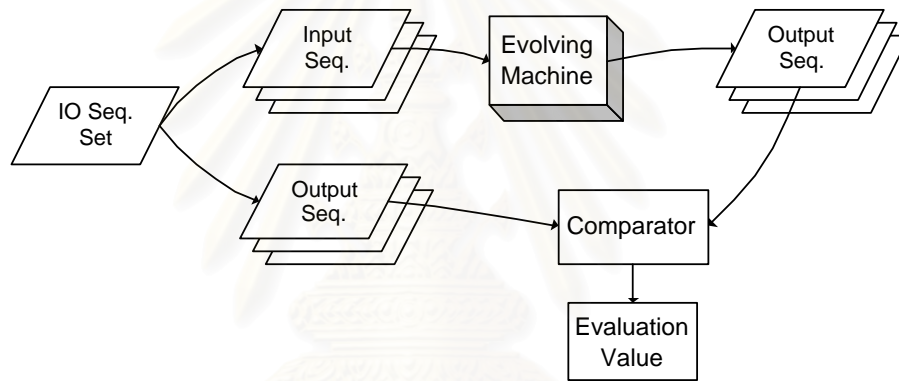 Input
Seq.
Evolving
Machine
Output
Seq.
IO Seq.
Set
Output
Seq.
Comparator
Evaluation
Value